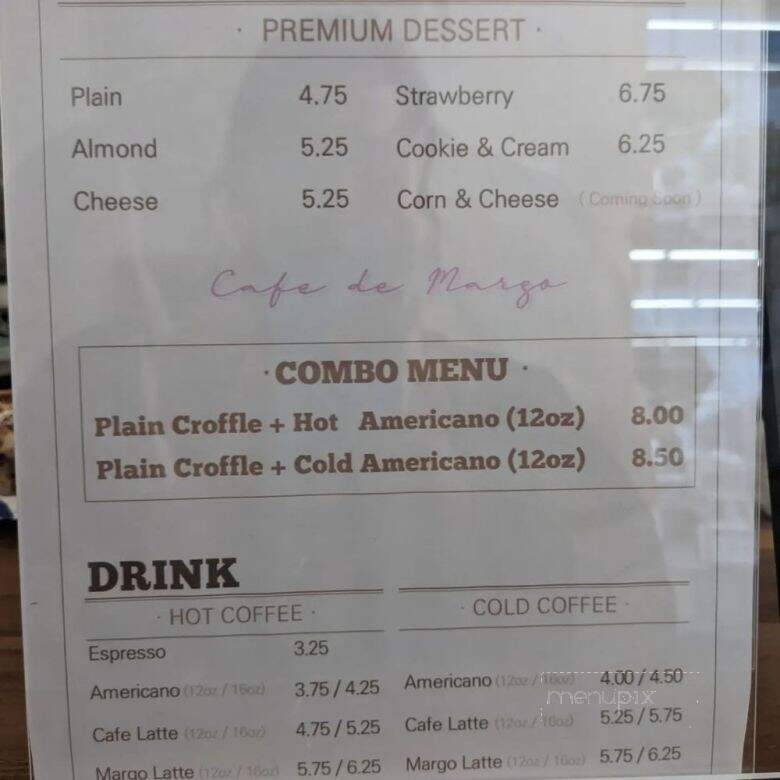 · PREMIUM DESSERT ·
Plain 4.75 Strawberry 6.75
Almond 5.25 Cookie & Cream 6.25
Cheese 5.25 Corn & Cheese (Coming Soon)
Cafe de Margo
· COMBO MENU ·
Plain Croffle + Hot Americano (12oz) 8.00
Plain Croffle + Cold Americano (12oz) 8.50
DRINK
· HOT COFFEE · · COLD COFFEE ·
Espresso 3.25
Americano (12oz / 16oz) 3.75 / 4.25 Americano (12oz / 16oz) 4.00 / 4.50
menupix
Cafe Latte (12oz / 16oz) 4.75 / 5.25 Cafe Latte (12oz / 16oz) 5.25 / 5.75
Margo Latte (12oz / 16oz) 5.75 / 6.25 Margo Latte (12oz / 16oz) 5.75 / 6.25